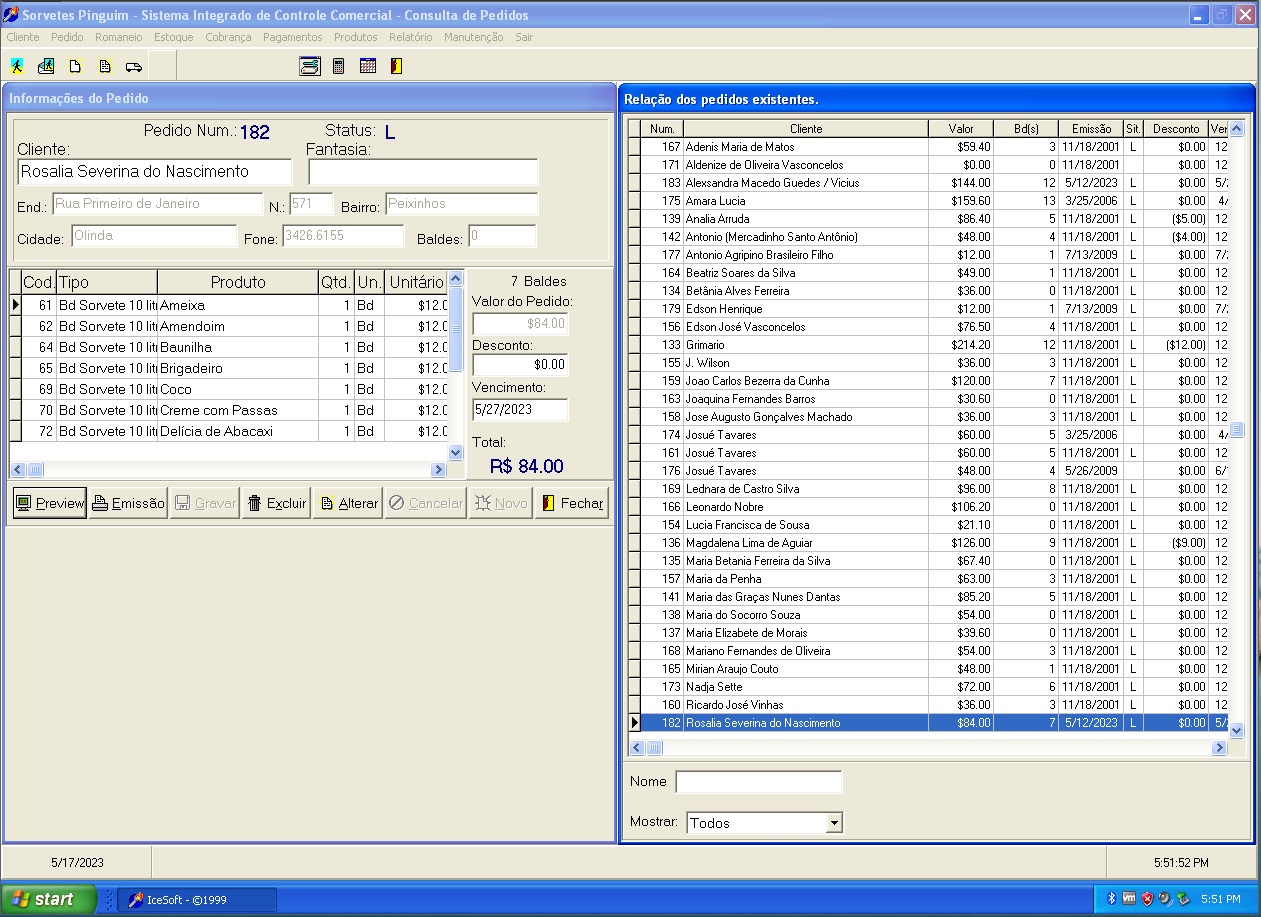 Sorvetes Pinguim - Sistema Integrado de Controle Comercial - Consulta de Pedidos
Cliente Pedido Romaneio Estoque Cobrança Pagamentos Produtos Relatório Manutenção Sair
Informações do Pedido
Pedido Num.: 182 Status: L
Cliente: Fantasia:
Rosalia Severina do Nascimento
End.: Rua Primeiro de Janeiro N.: 571 Bairro: Peixinhos
Cidade: Olinda Fone: 3426.6155 Baldes: 0
Cod. Tipo Produto Qtd. Un. Unitário
61 Bd Sorvete 10 lit Ameixa 1 Bd $12.0
62 Bd Sorvete 10 lit Amendoim 1 Bd $12.0
64 Bd Sorvete 10 lit Baunilha 1 Bd $12.0
65 Bd Sorvete 10 lit Brigadeiro 1 Bd $12.0
69 Bd Sorvete 10 lit Coco 1 Bd $12.0
70 Bd Sorvete 10 lit Creme com Passas 1 Bd $12.0
72 Bd Sorvete 10 lit Delícia de Abacaxi 1 Bd $12.0
7 Baldes
Valor do Pedido:
$84.00
Desconto:
$0.00
Vencimento:
5/27/2023
Total:
R$ 84.00
Preview Emissão Gravar Excluir Alterar Cancelar Novo Fechar
Relação dos pedidos existentes.
Num. Cliente Valor Bd(s) Emissão Sit. Desconto Ver
167 Adenis Maria de Matos $59.40 3 11/18/2001 L $0.00 12
171 Aldenize de Oliveira Vasconcelos $0.00 0 11/18/2001 $0.00 12
183 Alexsandra Macedo Guedes / Vicius $144.00 12 5/12/2023 L $0.00 5/
175 Amara Lucia $159.60 13 3/25/2006 L $0.00 4/
139 Analia Arruda $86.40 5 11/18/2001 L ($5.00) 12
142 Antonio (Mercadinho Santo Antônio) $48.00 4 11/18/2001 L ($4.00) 12
177 Antonio Agripino Brasileiro Filho $12.00 1 7/13/2009 L $0.00 7/
164 Beatriz Soares da Silva $49.00 1 11/18/2001 L $0.00 12
134 Betânia Alves Ferreira $36.00 0 11/18/2001 L $0.00 12
179 Edson Henrique $12.00 1 7/13/2009 L $0.00 7/
156 Edson José Vasconcelos $76.50 4 11/18/2001 L $0.00 12
133 Grimario $214.20 12 11/18/2001 L ($12.00) 12
155 J. Wilson $36.00 3 11/18/2001 L $0.00 12
159 Joao Carlos Bezerra da Cunha $120.00 7 11/18/2001 L $0.00 12
163 Joaquina Fernandes Barros $30.60 0 11/18/2001 L $0.00 12
158 Jose Augusto Gonçalves Machado $36.00 3 11/18/2001 L $0.00 12
174 Josué Tavares $60.00 5 3/25/2006 $0.00 4/
161 Josué Tavares $60.00 5 11/18/2001 L $0.00 12
176 Josué Tavares $48.00 4 5/26/2009 $0.00 6/
169 Lednara de Castro Silva $96.00 8 11/18/2001 L $0.00 12
166 Leonardo Nobre $106.20 0 11/18/2001 L $0.00 12
154 Lucia Francisca de Sousa $21.10 0 11/18/2001 L $0.00 12
136 Magdalena Lima de Aguiar $126.00 9 11/18/2001 L ($9.00) 12
135 Maria Betania Ferreira da Silva $67.40 0 11/18/2001 L $0.00 12
157 Maria da Penha $63.00 3 11/18/2001 L $0.00 12
141 Maria das Graças Nunes Dantas $85.20 5 11/18/2001 L $0.00 12
138 Maria do Socorro Souza $54.00 0 11/18/2001 L $0.00 12
137 Maria Elizabete de Morais $39.60 0 11/18/2001 L $0.00 12
168 Mariano Fernandes de Oliveira $54.00 3 11/18/2001 L $0.00 12
165 Mirian Araujo Couto $48.00 1 11/18/2001 L $0.00 12
173 Nadja Sette $72.00 6 11/18/2001 L $0.00 12
160 Ricardo José Vinhas $36.00 3 11/18/2001 L $0.00 12
182 Rosalia Severina do Nascimento $84.00 7 5/12/2023 L $0.00 5/
Nome
Mostrar: Todos
5/17/2023 5:51:52 PM
start IceSoft - ©1999 vm 5:51 PM